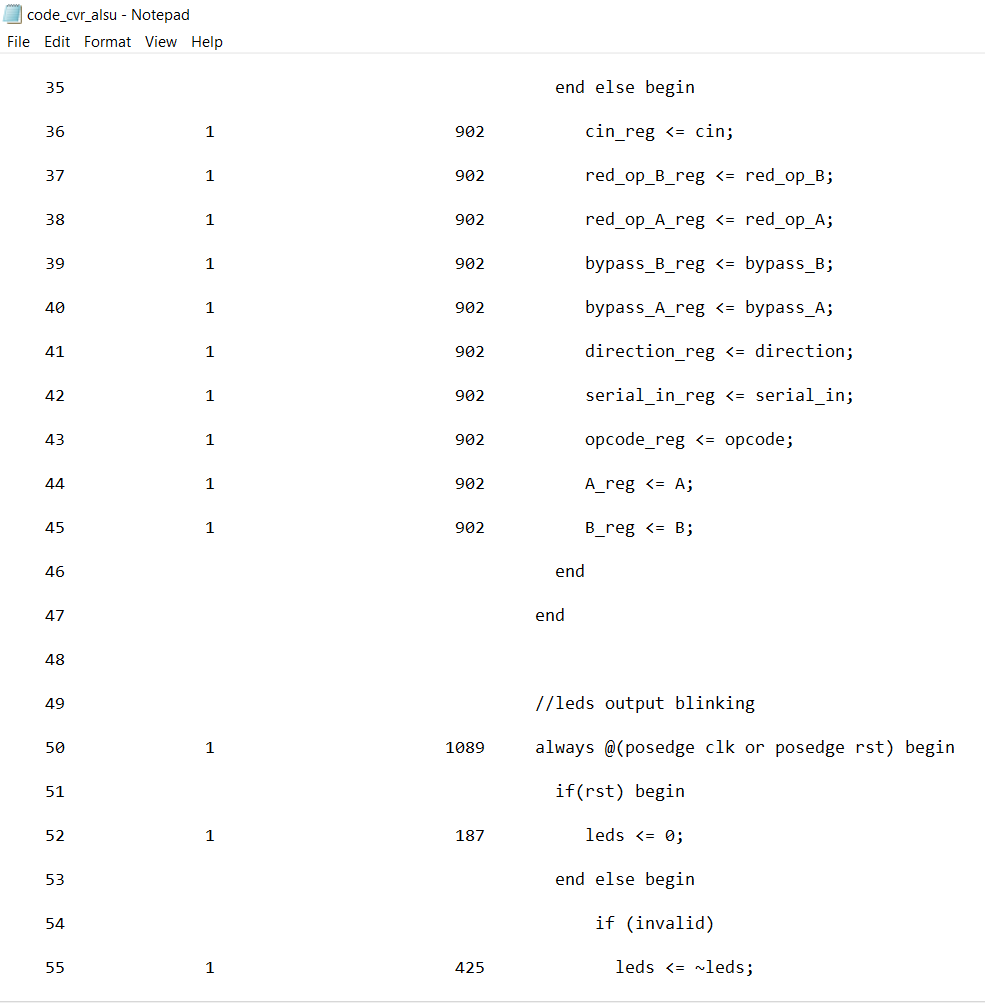 code_cvr_alsu - Notepad
File Edit Format View Help
35 end else begin
36 1 902 cin_reg <= cin;
37 1 902 red_op_B_reg <= red_op_B;
38 1 902 red_op_A_reg <= red_op_A;
39 1 902 bypass_B_reg <= bypass_B;
40 1 902 bypass_A_reg <= bypass_A;
41 1 902 direction_reg <= direction;
42 1 902 serial_in_reg <= serial_in;
43 1 902 opcode_reg <= opcode;
44 1 902 A_reg <= A;
45 1 902 B_reg <= B;
46 end
47 end
48
49 //leds output blinking
50 1 1089 always @(posedge clk or posedge rst) begin
51 if(rst) begin
52 1 187 leds <= 0;
53 end else begin
54 if (invalid)
55 1 425 leds <= ~leds;